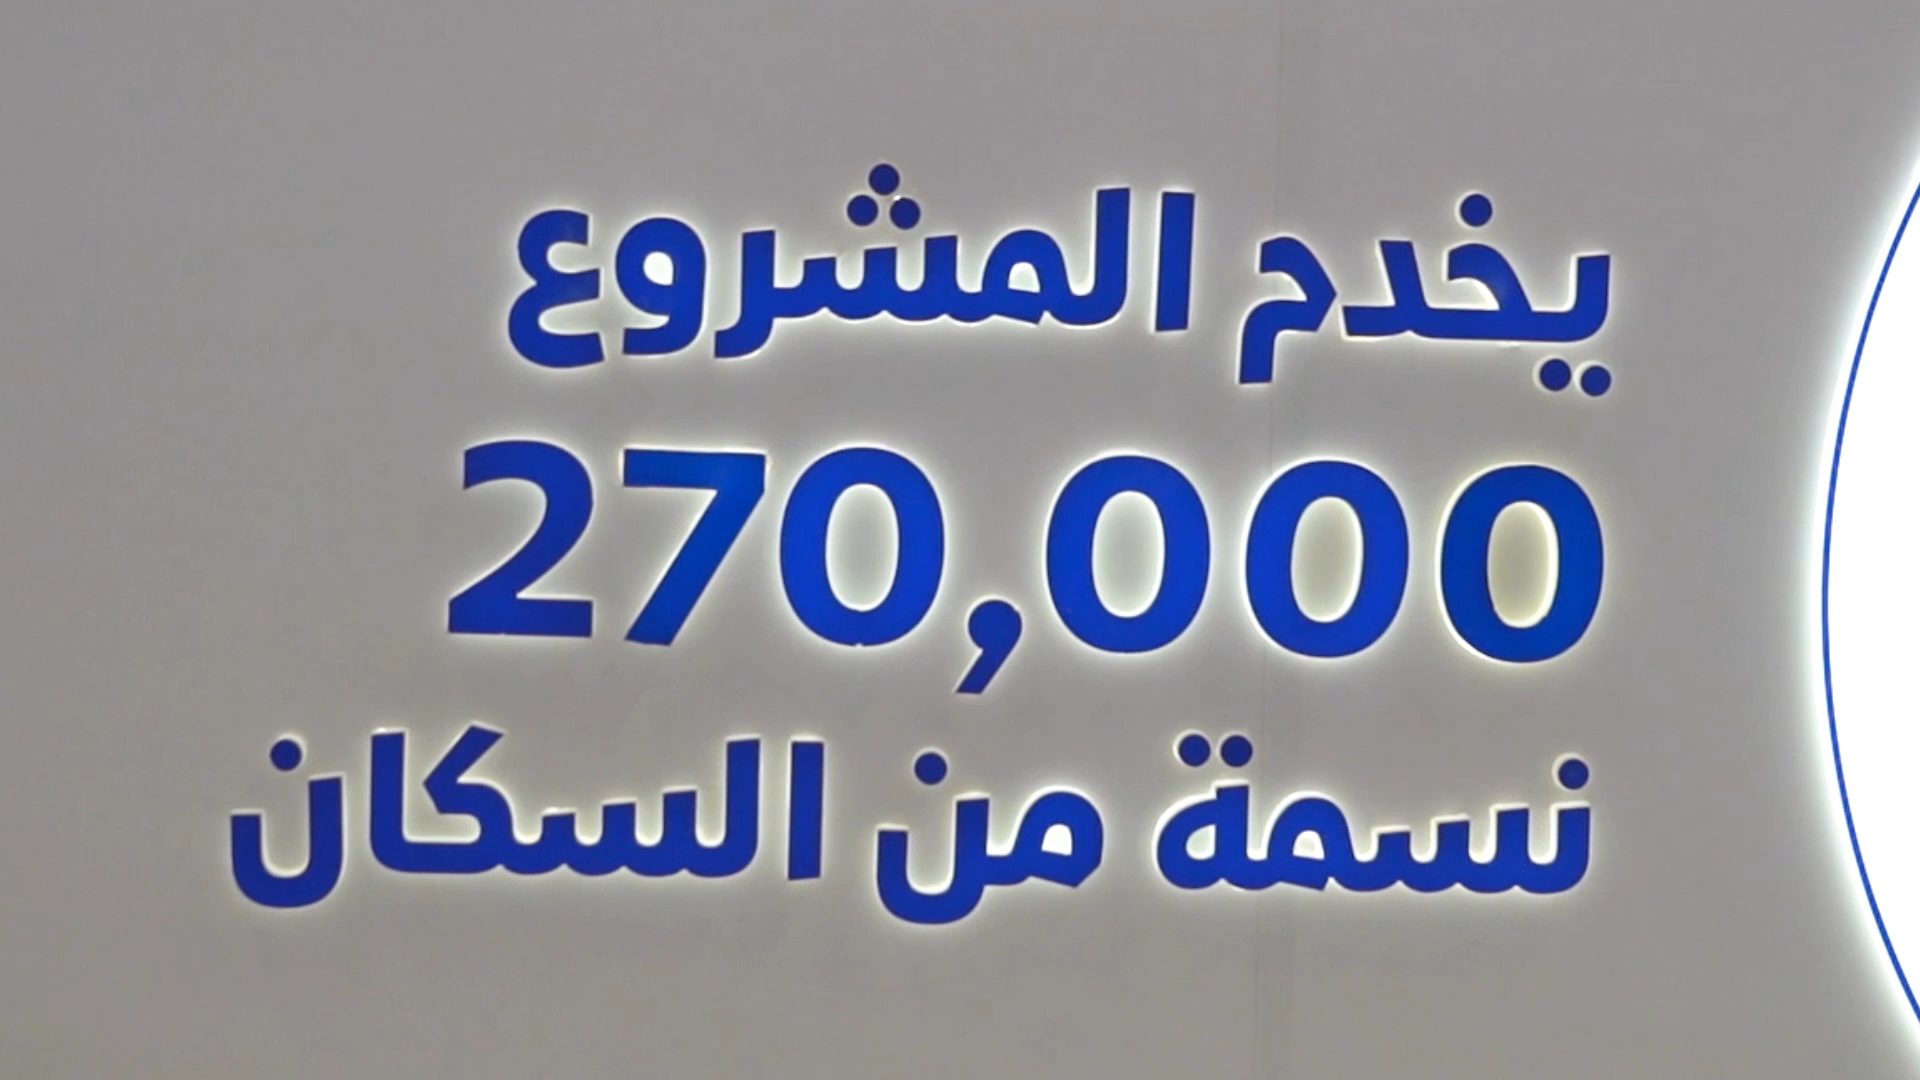 يخدم المشروع
270,000
نسمة من السكان